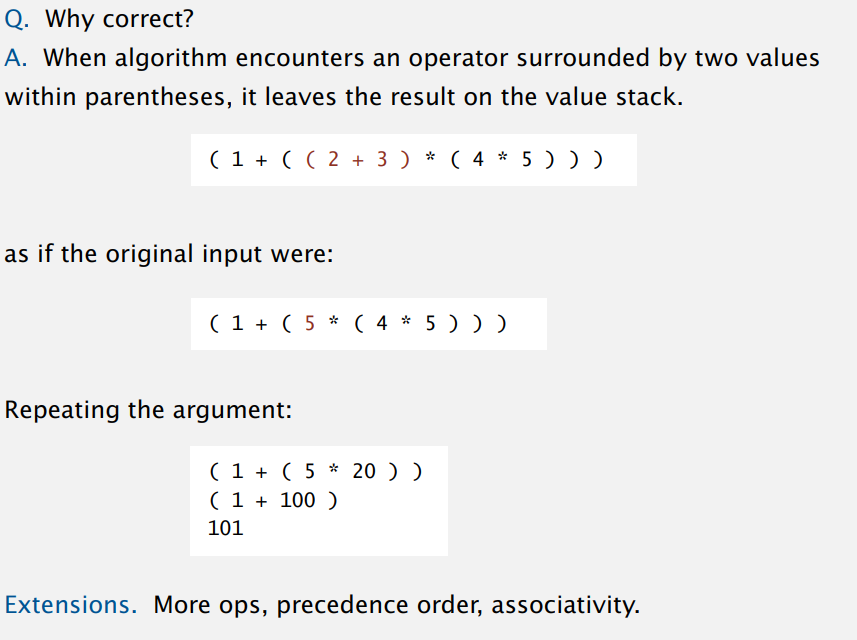 Q. Why correct?
A. When algorithm encounters an operator surrounded by two values
within parentheses, it leaves the result on the value stack.
( 1 + ( ( 2 + 3 ) * ( 4 * 5 ) ) )
as if the original input were:
( 1 + ( 5 * ( 4 * 5 ) ) )
Repeating the argument:
( 1 + ( 5 * 20 ) )
( 1 + 100 )
101
Extensions. More ops, precedence order, associativity.